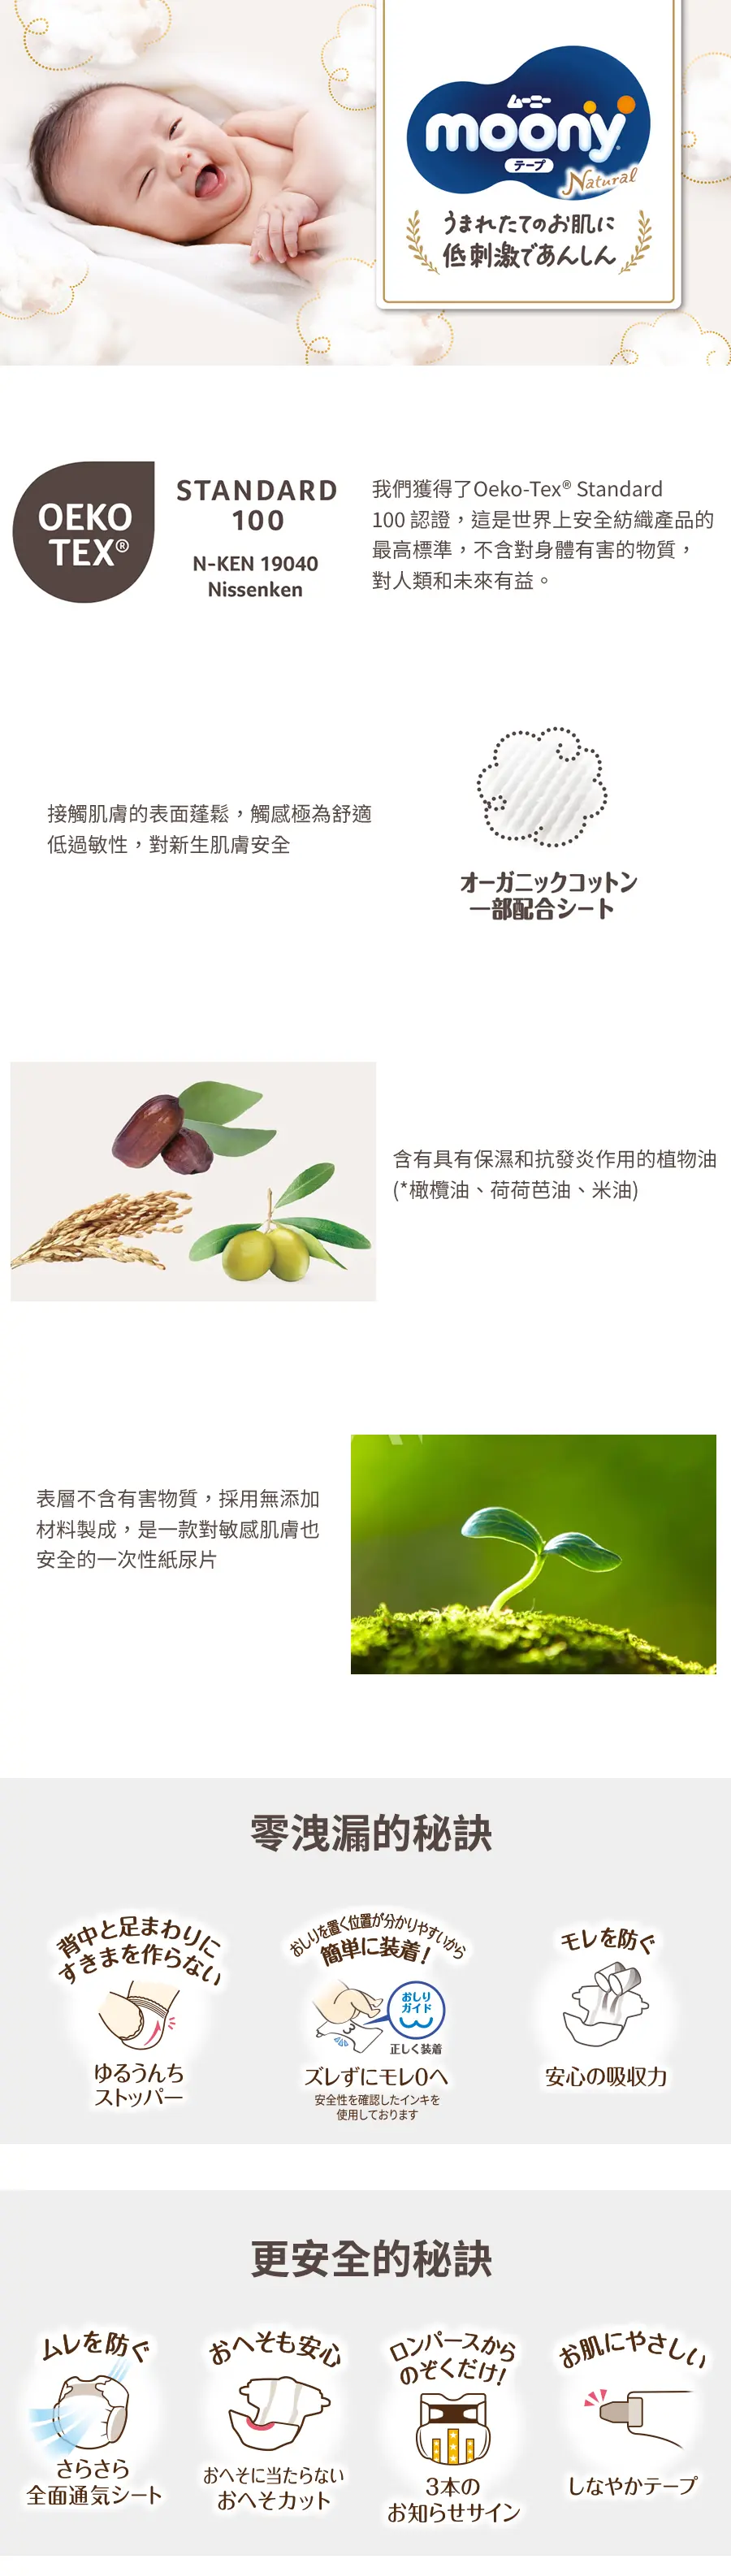 ムーニー
moony
テープ
Natural
うまれたてのお肌に
低刺激であんしん
OEKO
TEX®
STANDARD
100
N-KEN 19040
Nissenken
我們獲得了Oeko-Tex® Standard
100 認證，這是世界上安全紡織產品的
最高標準，不含對身體有害的物質，
對人類和未來有益。
接觸肌膚的表面蓬鬆，觸感極為舒適
低過敏性，對新生肌膚安全
オーガニックコットン
一部配合シート
含有具有保濕和抗發炎作用的植物油
(*橄欖油、荷荷芭油、米油)
表層不含有害物質，採用無添加
材料製成，是一款對敏感肌膚也
安全的一次性紙尿片
零洩漏的秘訣
背中と足まわりに
すきまを作らない
ゆるうんち
ストッパー
おしりを置く位置が分かりやすいから
簡単に装着！
おしり
ガイド
正しく装着
ズレずにモレ0へ
安全性を確認したインキを
使用しております
モレを防ぐ
安心の吸収力
更安全的秘訣
ムレを防ぐ
さらさら
全面通気シート
おへそも安心
おへそに当たらない
おへそカット
ロンパースから
のぞくだけ！
3本の
お知らせサイン
お肌にやさしい
しなやかテープ